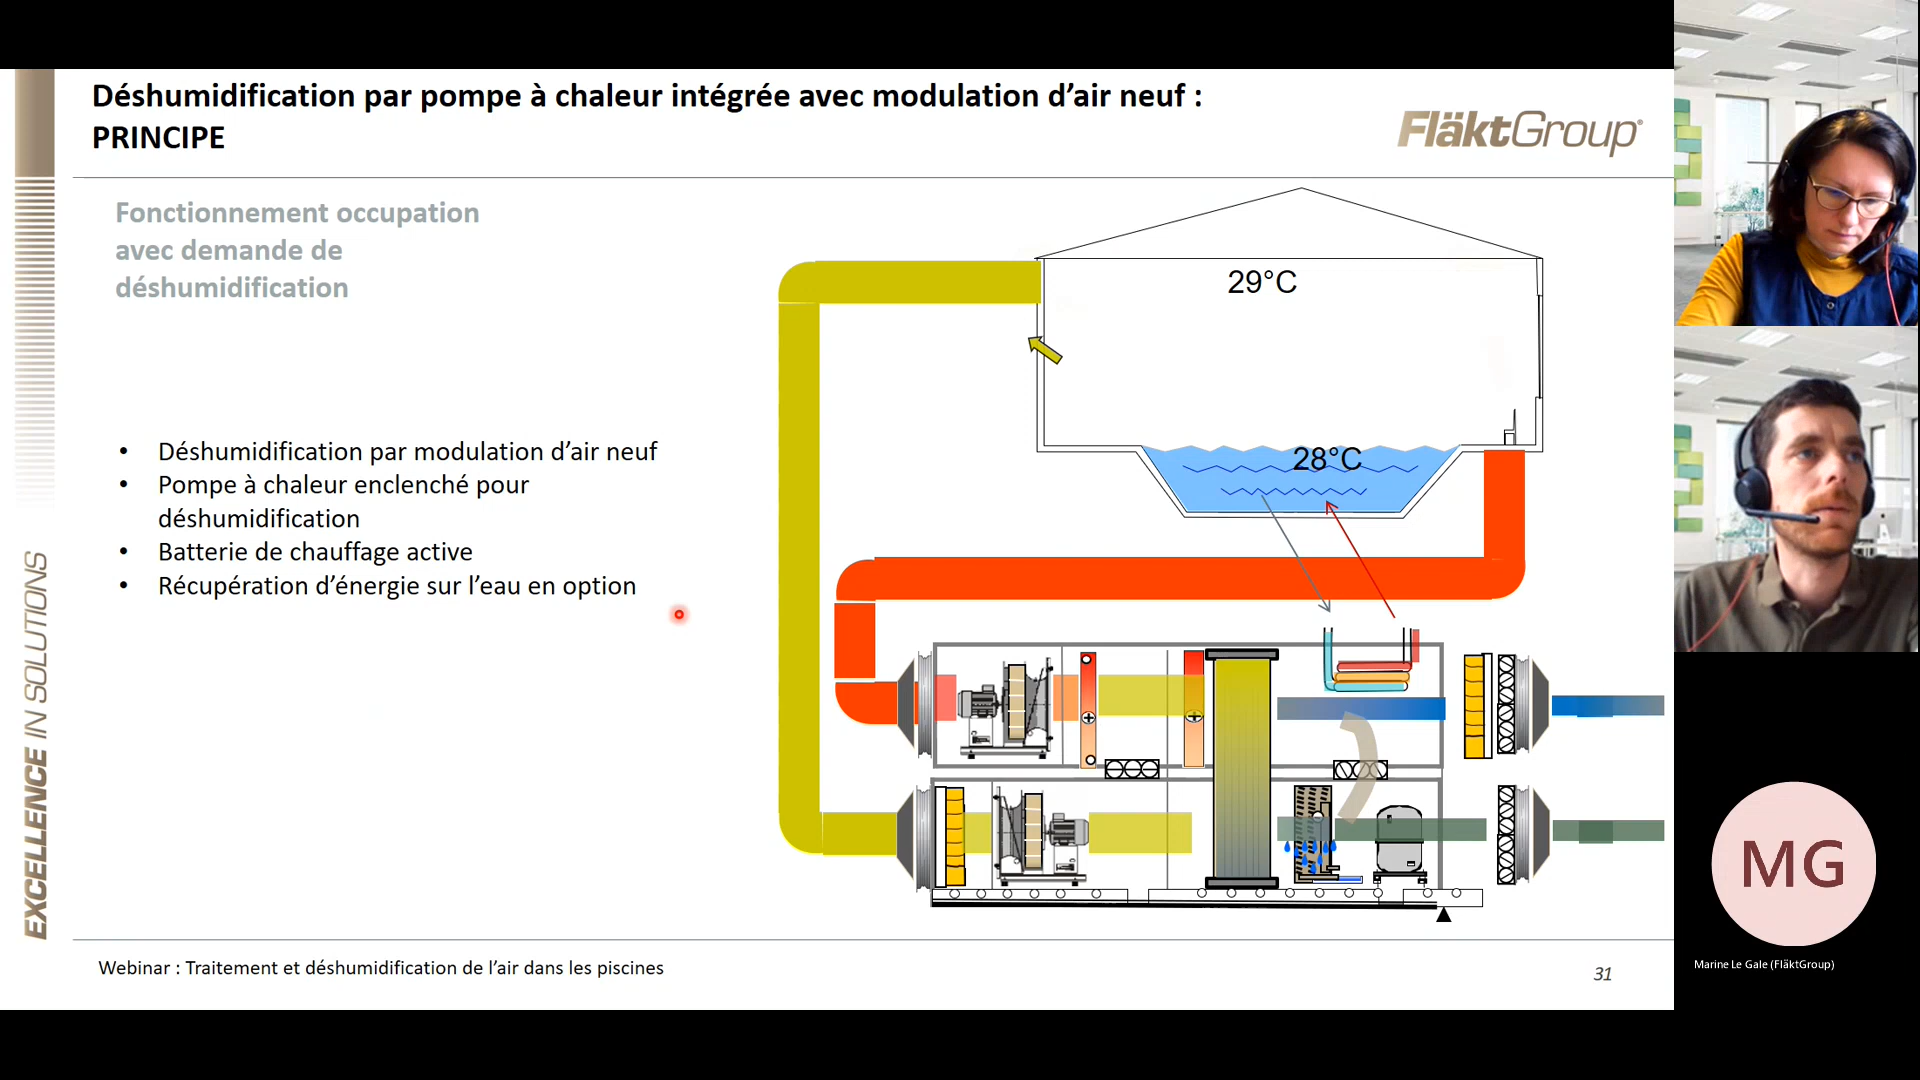 Déshumidification par pompe à chaleur intégrée avec modulation d’air neuf :
PRINCIPE
FläktGroup®
Fonctionnement occupation
avec demande de
déshumidification
29°C
28°C
• Déshumidification par modulation d’air neuf
• Pompe à chaleur enclenché pour
déshumidification
• Batterie de chauffage active
• Récupération d’énergie sur l’eau en option
EXCELLENCE IN SOLUTIONS
Webinar : Traitement et déshumidification de l’air dans les piscines
31
MG
Marine Le Gale (FläktGroup)